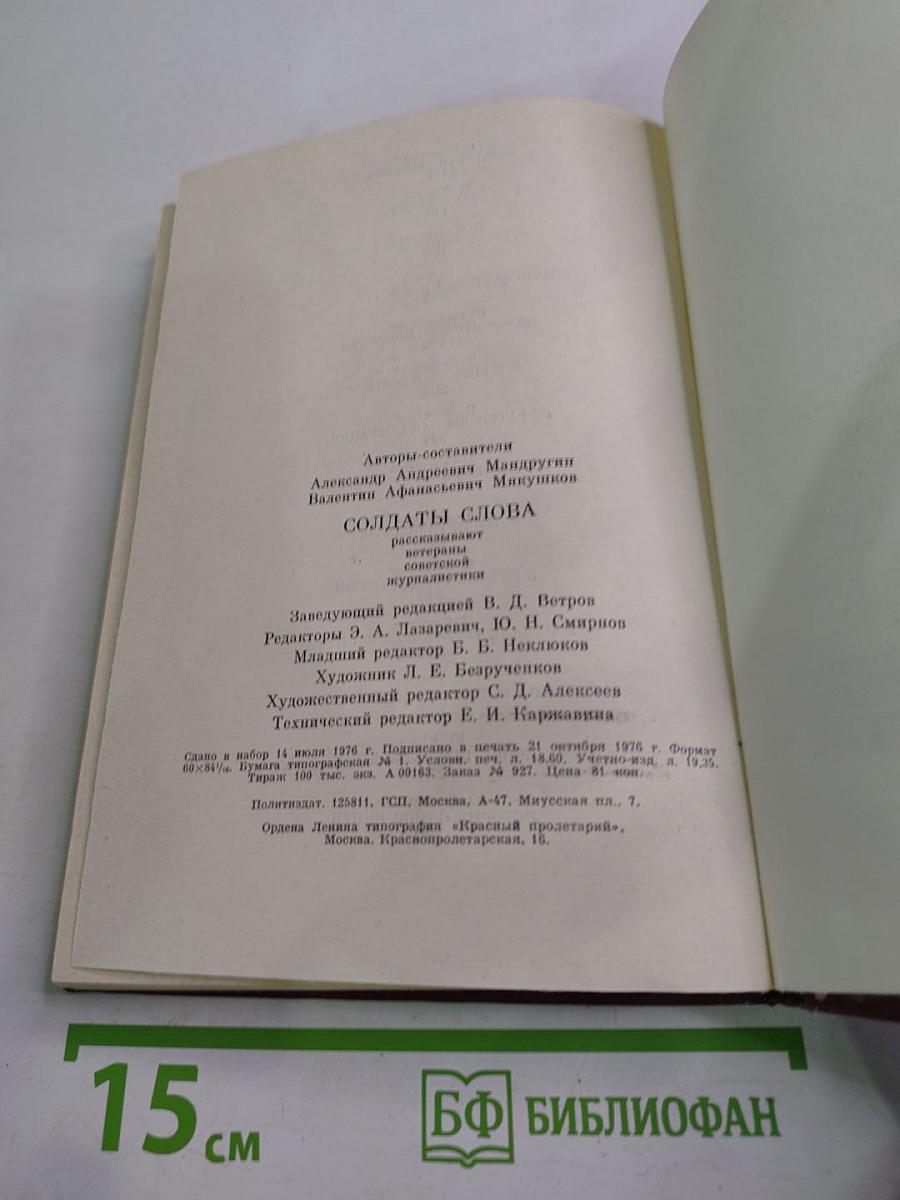 Авторы-составители
Александр Андреевич Мандругин
Валентин Афанасьевич Мякушков
СОЛДАТЫ СЛОВА
рассказывают
ветераны
советской
журналистики
Заведующий редакцией В. Д. Ветров
Редакторы Э. А. Лазаревич, Ю. Н. Смирнов
Младший редактор Б. Б. Неклюков
Художник Л. Е. Безрученков
Художественный редактор С. Д. Алексеев
Технический редактор Е. И. Каржавина
Сдано в набор 14 июля 1976 г. Подписано в печать 21 октября 1976 г. Формат
60×84¹/₁₆. Бумага типографская № 1. Условн. печ. л. 18,60. Учетно-изд. л. 19,35.
Тираж 100 тыс. экз. А 00163. Заказ № 927. Цена 81 коп.
Политиздат. 125811, ГСП, Москва, А-47, Миусская пл., 7.
Ордена Ленина типография «Красный пролетарий».
Москва, Краснопролетарская, 16.
15 см
БФ БИБЛИОФАН